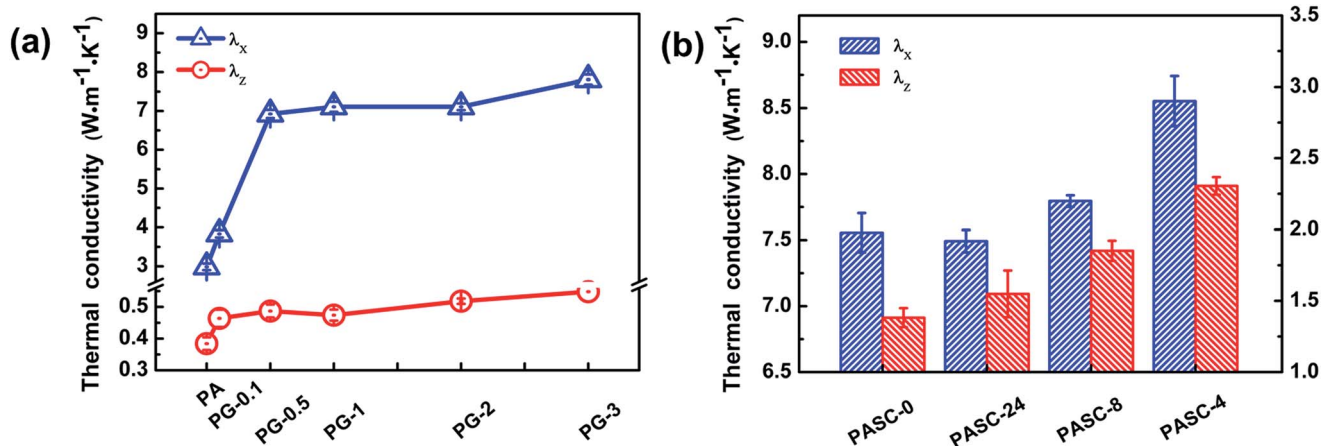 (a)
Thermal conductivity (W·m⁻¹·K⁻¹)
9
8
7
6
5
4
3
0.5
0.4
0.3
λx
λz
PA
PG-0.1
PG-0.5
PG-1
PG-2
PG-3
(b)
Thermal conductivity (W·m⁻¹·K⁻¹)
9.0
8.5
8.0
7.5
7.0
6.5
λx
λz
3.5
3.0
2.5
2.0
1.5
1.0
PASC-0
PASC-24
PASC-8
PASC-4